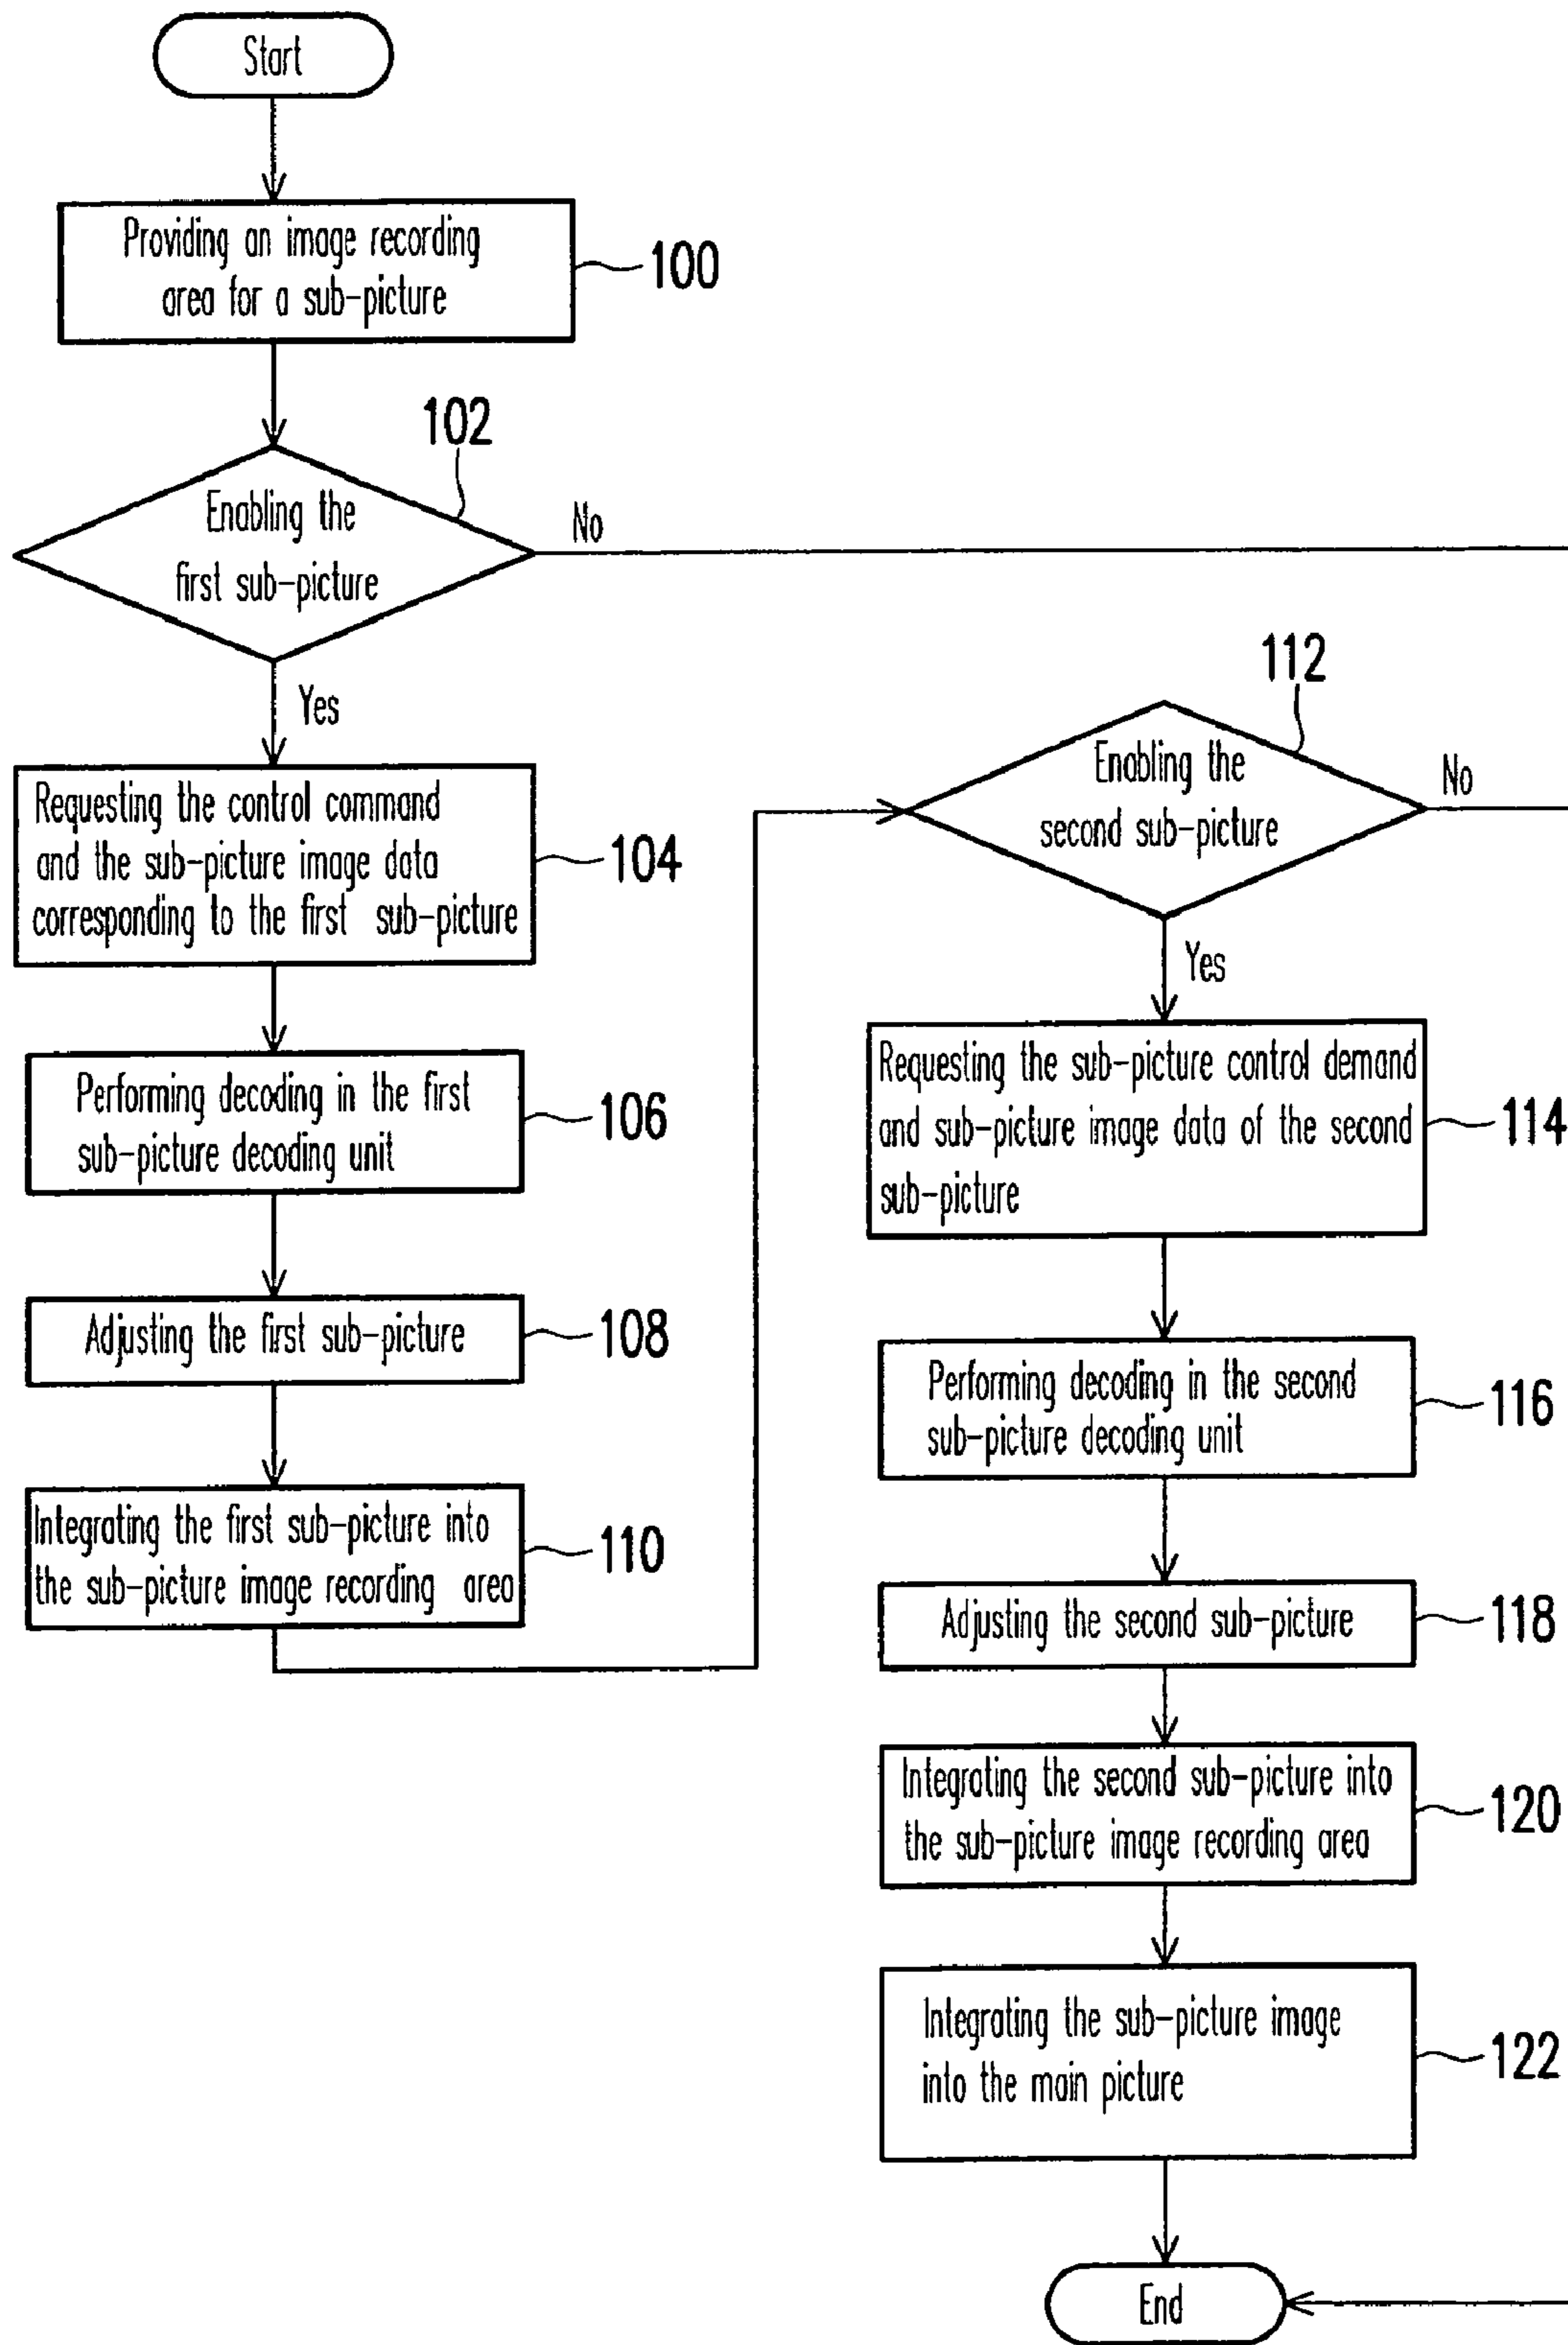 Start
Providing an image recording
area for a sub-picture
100
102
Enabling the
first sub-picture
No
Yes
Requesting the control command
and the sub-picture image data
corresponding to the first sub-picture
104
Performing decoding in the first
sub-picture decoding unit
106
Adjusting the first sub-picture
108
Integrating the first sub-picture into
the sub-picture image recording area
110
112
Enabling the
second sub-picture
No
Yes
Requesting the sub-picture control demand
and sub-picture image data of the second
sub-picture
114
Performing decoding in the second
sub-picture decoding unit
116
Adjusting the second sub-picture
118
Integrating the second sub-picture into
the sub-picture image recording area
120
Integrating the sub-picture image
into the main picture
122
End